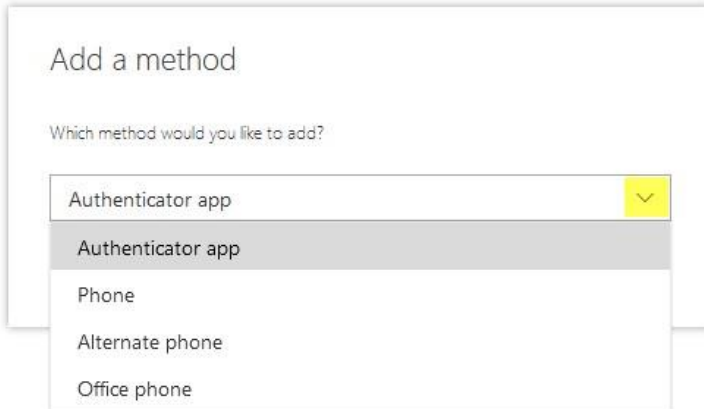 Add a method
Which method would you like to add?
Authenticator app
Authenticator app
Phone
Alternate phone
Office phone